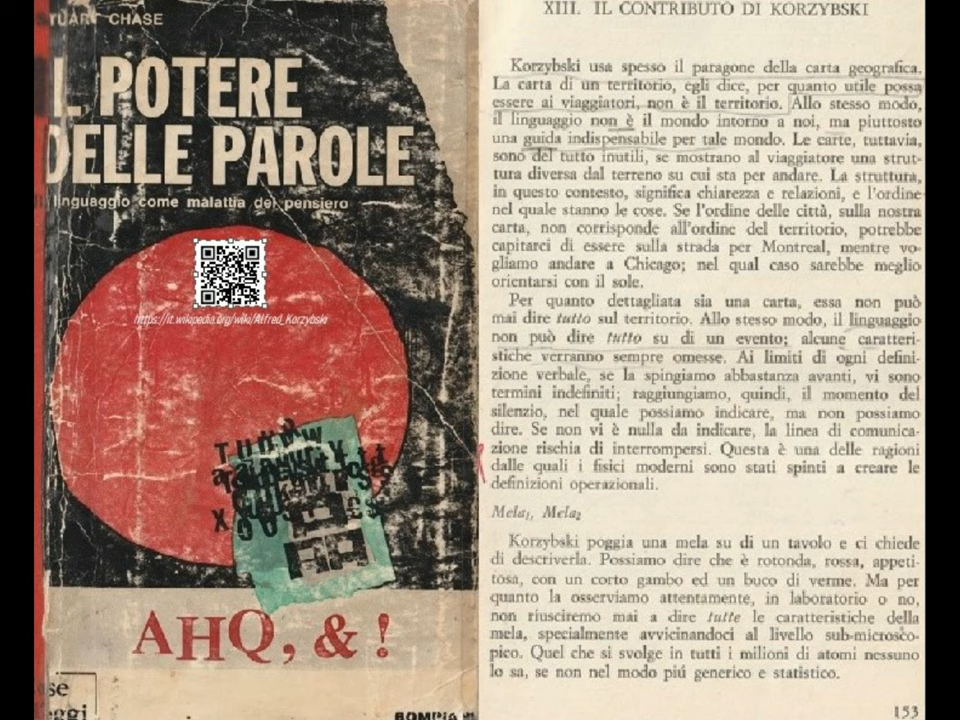 TUART CHASE
IL POTERE
DELLE PAROLE
linguaggio come malattia del pensiero
https://it.wikipedia.org/wiki/Alfred_Korzybski
AHQ, & !
XIII. IL CONTRIBUTO DI KORZYBSKI
Korzybski usa spesso il paragone della carta geografica.
La carta di un territorio, egli dice, per quanto utile possa
essere ai viaggiatori, non è il territorio. Allo stesso modo,
il linguaggio non è il mondo intorno a noi, ma piuttosto
una guida indispensabile per tale mondo. Le carte, tuttavia,
sono del tutto inutili, se mostrano al viaggiatore una strut-
tura diversa dal terreno su cui sta per andare. La struttura,
in questo contesto, significa chiarezza e relazioni, e l'ordine
nel quale stanno le cose. Se l'ordine delle città, sulla nostra
carta, non corrisponde all'ordine del territorio, potrebbe
capitarci di essere sulla strada per Montreal, mentre vo-
gliamo andare a Chicago; nel qual caso sarebbe meglio
orientarsi con il sole.
Per quanto dettagliata sia una carta, essa non può
mai dire tutto sul territorio. Allo stesso modo, il linguaggio
non può dire tutto su di un evento; alcune caratteri-
stiche verranno sempre omesse. Ai limiti di ogni defini-
zione verbale, se la spingiamo abbastanza avanti, vi sono
termini indefiniti; raggiungiamo, quindi, il momento del
silenzio, nel quale possiamo indicare, ma non possiamo
dire. Se non vi è nulla da indicare, la linea di comunica-
zione rischia di interrompersi. Questa è una delle ragioni
dalle quali i fisici moderni sono stati spinti a creare le
definizioni operazionali.
Mela₁, Mela₂
Korzybski poggia una mela su di un tavolo e ci chiede
di descriverla. Possiamo dire che è rotonda, rossa, appeti-
tosa, con un corto gambo ed un buco di verme. Ma per
quanto la osserviamo attentamente, in laboratorio o no,
non riusciremo mai a dire tutte le caratteristiche della
mela, specialmente avvicinandoci al livello sub-microsco-
pico. Quel che si svolge in tutti i milioni di atomi nessuno
lo sa, se non nel modo più generico e statistico.
153